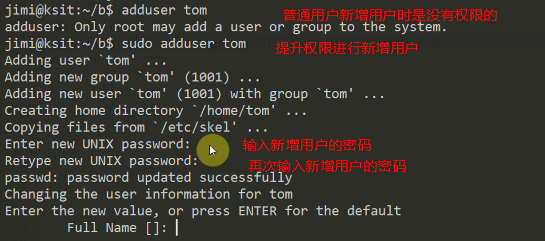 jimi@ksit:~/b$ adduser tom
普通用户新增用户时是没有权限的
adduser: Only root may add a user or group to the system.
jimi@ksit:~/b$ sudo adduser tom
提升权限进行新增用户
Adding user `tom' ...
Adding new group `tom' (1001) ...
Adding new user `tom' (1001) with group `tom' ...
Creating home directory `/home/tom' ...
Copying files from `/etc/skel' ...
Enter new UNIX password:
输入新增用户的密码
Retype new UNIX password:
再次输入新增用户的密码
passwd: password updated successfully
Changing the user information for tom
Enter the new value, or press ENTER for the default
Full Name []: